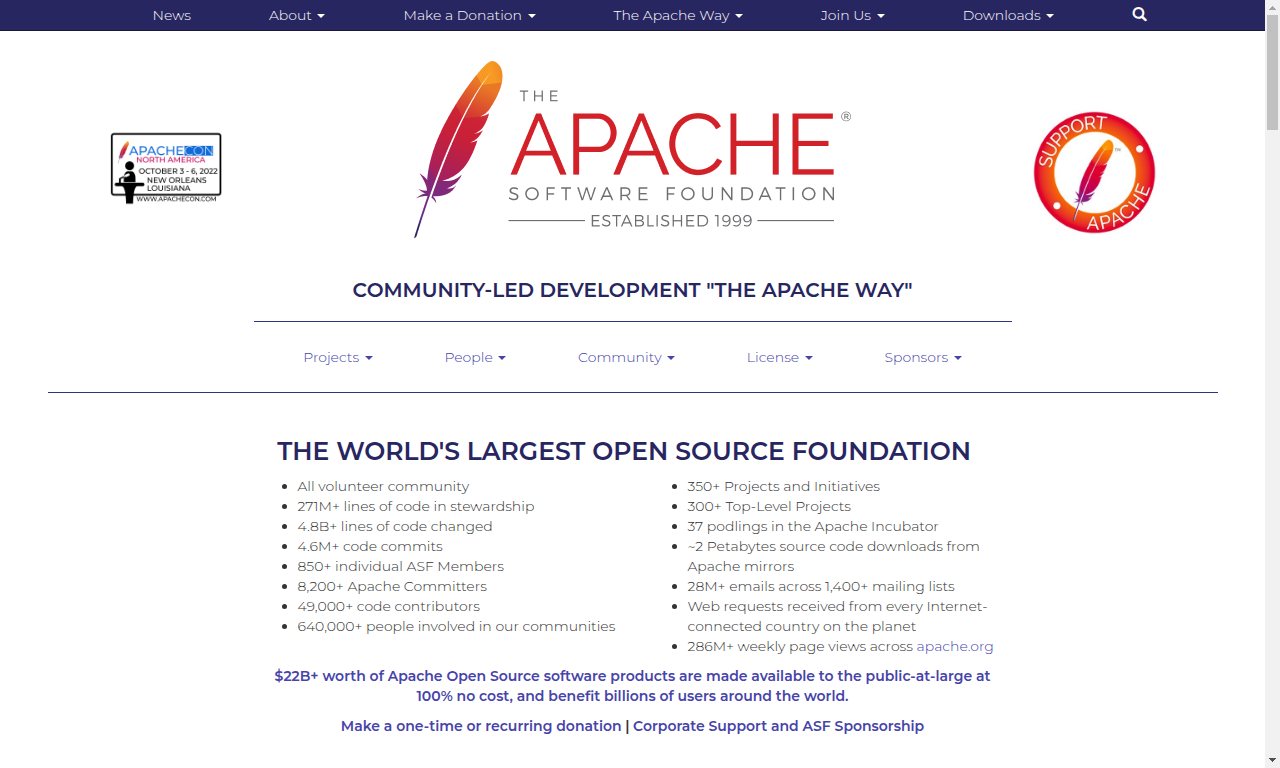 News About Make a Donation The Apache Way Join Us Downloads
APACHECON
NORTH AMERICA
OCTOBER 3 - 6, 2022
NEW ORLEANS
LOUISIANA
WWW.APACHECON.COM
THE
APACHE®
SOFTWARE FOUNDATION
ESTABLISHED 1999
SUPPORT
APACHE
COMMUNITY-LED DEVELOPMENT "THE APACHE WAY"
Projects People Community License Sponsors
THE WORLD'S LARGEST OPEN SOURCE FOUNDATION
All volunteer community
271M+ lines of code in stewardship
4.8B+ lines of code changed
4.6M+ code commits
850+ individual ASF Members
8,200+ Apache Committers
49,000+ code contributors
640,000+ people involved in our communities
350+ Projects and Initiatives
300+ Top-Level Projects
37 podlings in the Apache Incubator
~2 Petabytes source code downloads from
Apache mirrors
28M+ emails across 1,400+ mailing lists
Web requests received from every Internet-
connected country on the planet
286M+ weekly page views across apache.org
$22B+ worth of Apache Open Source software products are made available to the public-at-large at
100% no cost, and benefit billions of users around the world.
Make a one-time or recurring donation | Corporate Support and ASF Sponsorship